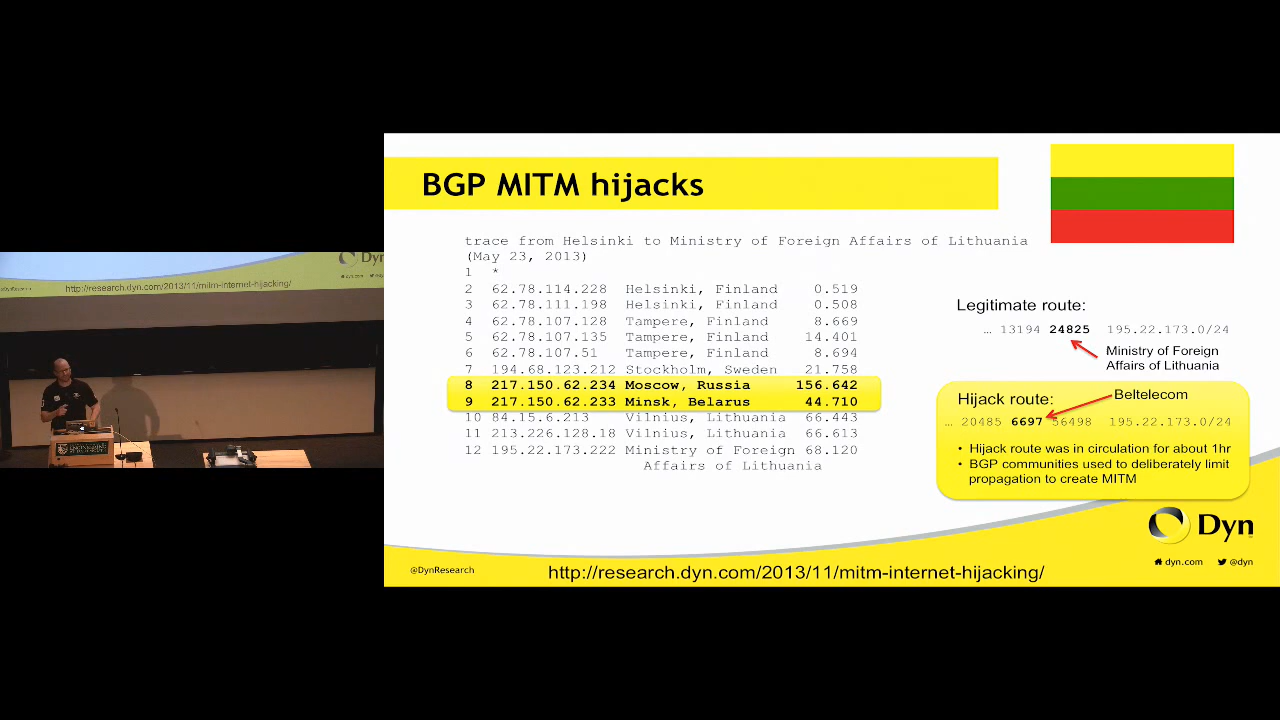 BGP MITM hijacks
trace from Helsinki to Ministry of Foreign Affairs of Lithuania
(May 23, 2013)
1 *
2 62.78.114.228 Helsinki, Finland 0.519
3 62.78.111.198 Helsinki, Finland 0.508
4 62.78.107.128 Tampere, Finland 8.669
5 62.78.107.135 Tampere, Finland 14.401
6 62.78.107.51 Tampere, Finland 8.694
7 194.68.123.212 Stockholm, Sweden 21.758
8 217.150.62.234 Moscow, Russia 156.642
9 217.150.62.233 Minsk, Belarus 44.710
10 84.15.6.213 Vilnius, Lithuania 66.443
11 213.226.128.18 Vilnius, Lithuania 66.613
12 195.22.173.222 Ministry of Foreign 68.120
Affairs of Lithuania
Legitimate route:
… 13194 24825 195.22.173.0/24
Ministry of Foreign
Affairs of Lithuania
Hijack route:
Beltelecom
… 20485 6697 56498 195.22.173.0/24
• Hijack route was in circulation for about 1hr
• BGP communities used to deliberately limit
propagation to create MITM
Dyn
@DynResearch
http://research.dyn.com/2013/11/mitm-internet-hijacking/
dyn.com @dyn
Dyn
http://research.dyn.com/2013/11/mitm-internet-hijacking/